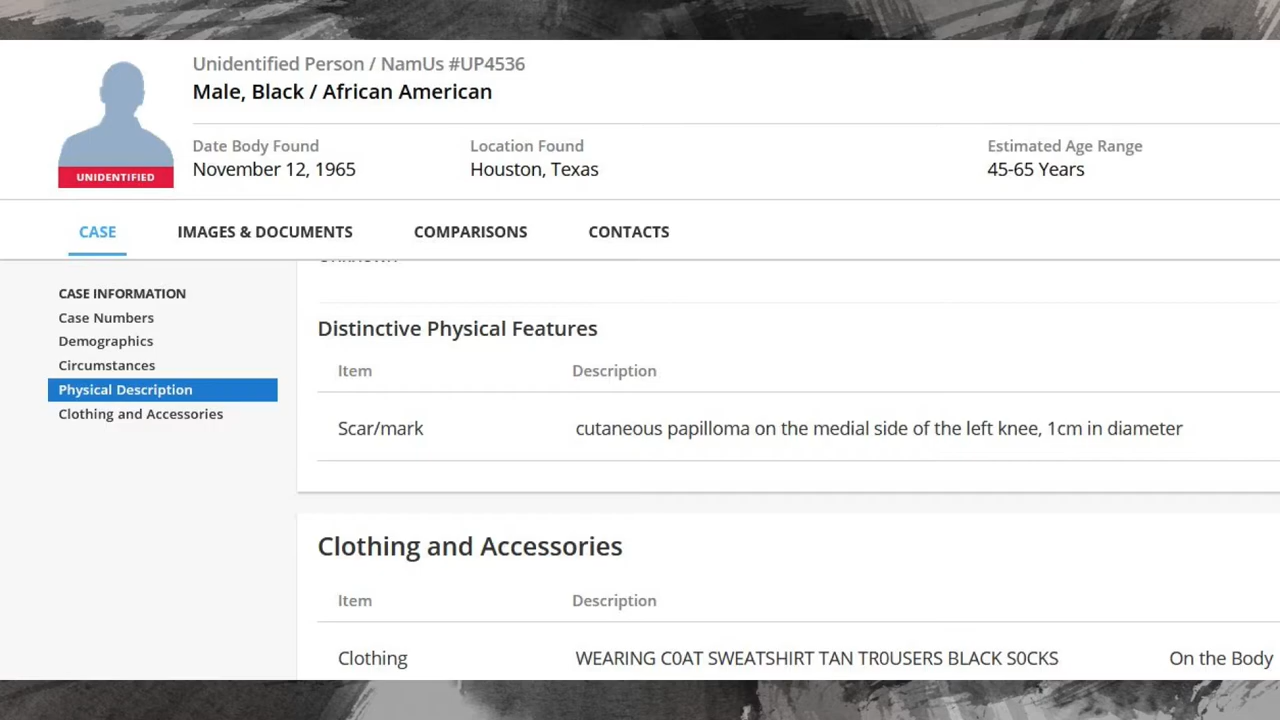 Unidentified Person / NamUs #UP4536
Male, Black / African American
Date Body Found
Location Found
Estimated Age Range
November 12, 1965
Houston, Texas
45-65 Years
UNIDENTIFIED
CASE
IMAGES & DOCUMENTS
COMPARISONS
CONTACTS
CASE INFORMATION
Case Numbers
Demographics
Circumstances
Physical Description
Clothing and Accessories
Distinctive Physical Features
Item
Description
Scar/mark
cutaneous papilloma on the medial side of the left knee, 1cm in diameter
Clothing and Accessories
Item
Description
Clothing
WEARING C0AT SWEATSHIRT TAN TR0USERS BLACK S0CKS
On the Body